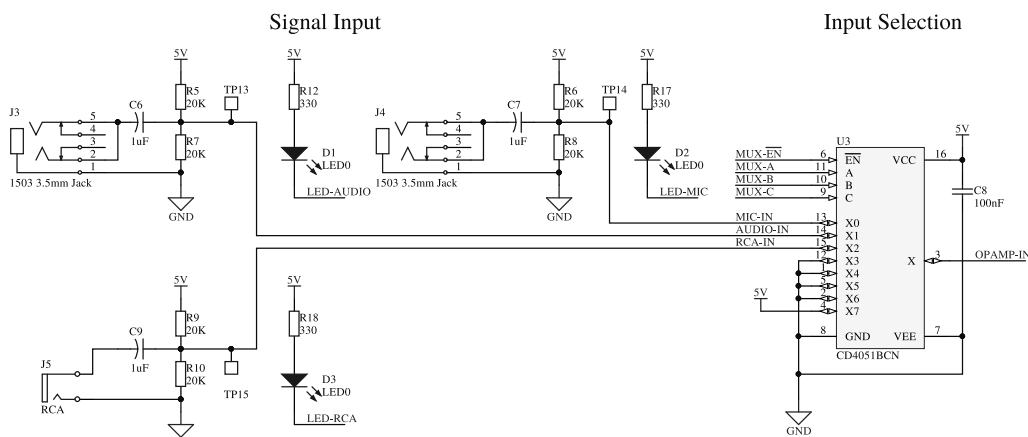 Signal Input
Input Selection
5V
5V
5V
5V
R5
20K
TP13
R12
330
R6
20K
TP14
R17
330
J3
5
4
3
2
1
C6
1uF
R7
20K
D1
LED0
LED-AUDIO
1503 3.5mm Jack
GND
J4
5
4
3
2
1
C7
1uF
R8
20K
D2
LED0
LED-MIC
1503 3.5mm Jack
GND
5V
U3
MUX-EN
6
EN
VCC
16
MUX-A
11
A
MUX-B
10
B
MUX-C
9
C
C8
100nF
MIC-IN
13
X0
AUDIO-IN
14
X1
RCA-IN
15
X2
12
X3
X
3
OPAMP-IN
1
X4
5
X5
2
X6
5V
4
X7
8
GND
VEE
7
CD4051BCN
GND
5V
5V
R9
20K
R18
330
C9
1uF
J5
R10
20K
TP15
D3
LED0
RCA
LED-RCA